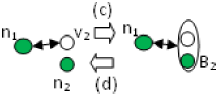 (c)
n₁ v₂ n₁
B₂
n₂ (d)